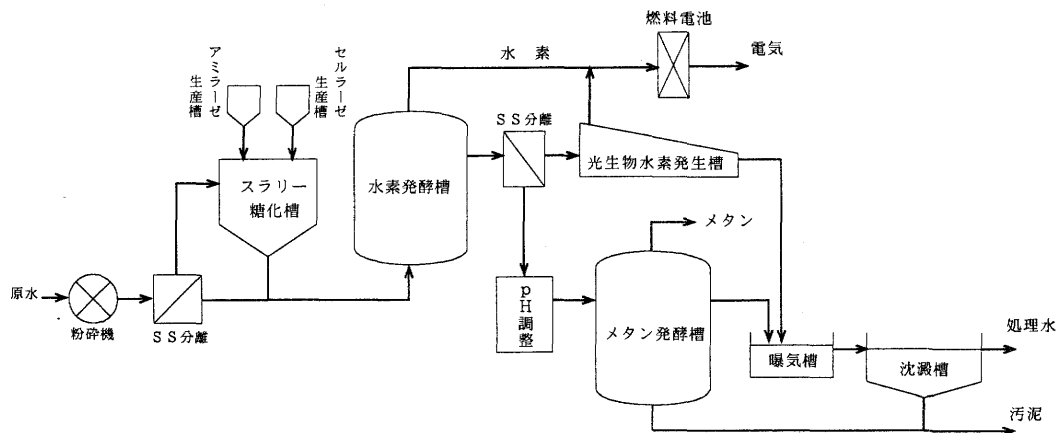 燃料電池
電気
水素
アミラーゼ
生産槽
セルラーゼ
生産槽
ＳＳ分離
スラリー
糖化槽
水素発酵槽
光生物水素発生槽
メタン
原水
粉砕機
ＳＳ分離
pH調整
メタン発酵槽
曝気槽
処理水
沈澱槽
汚泥